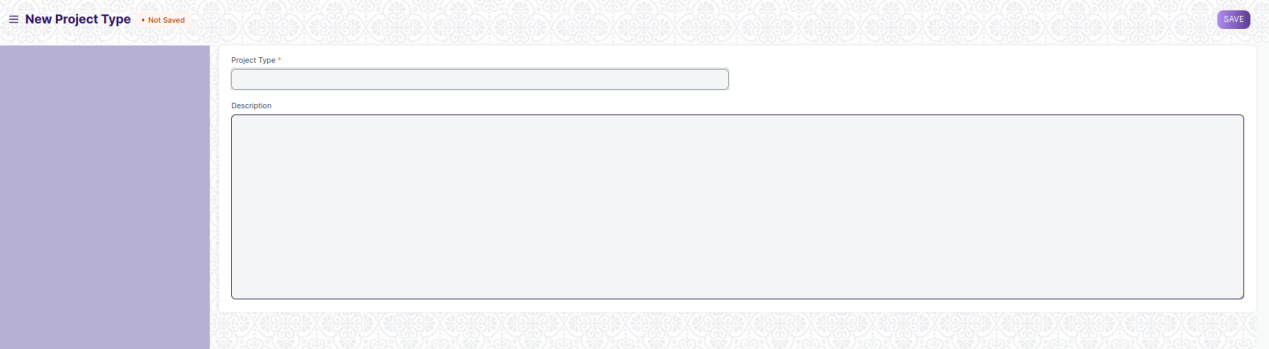 New Project Type • Not Saved
SAVE
Project Type *
Description